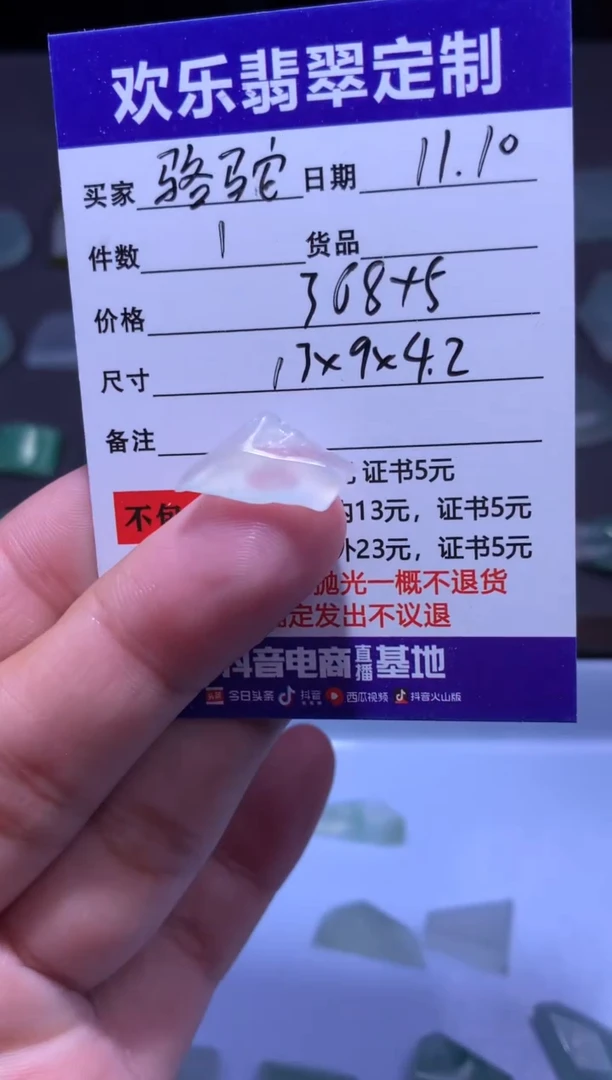 欢乐翡翠定制
买家 骆驼 日期 11.10
件数 1 货品
价格 368+5
尺寸 17×9×4.2
备注
证书5元
不包 13元，证书5元
外23元，证书5元
抛光一概不退货
定发出不议退
抖音电商直播基地
今日头条 抖音 西瓜视频 抖音火山版